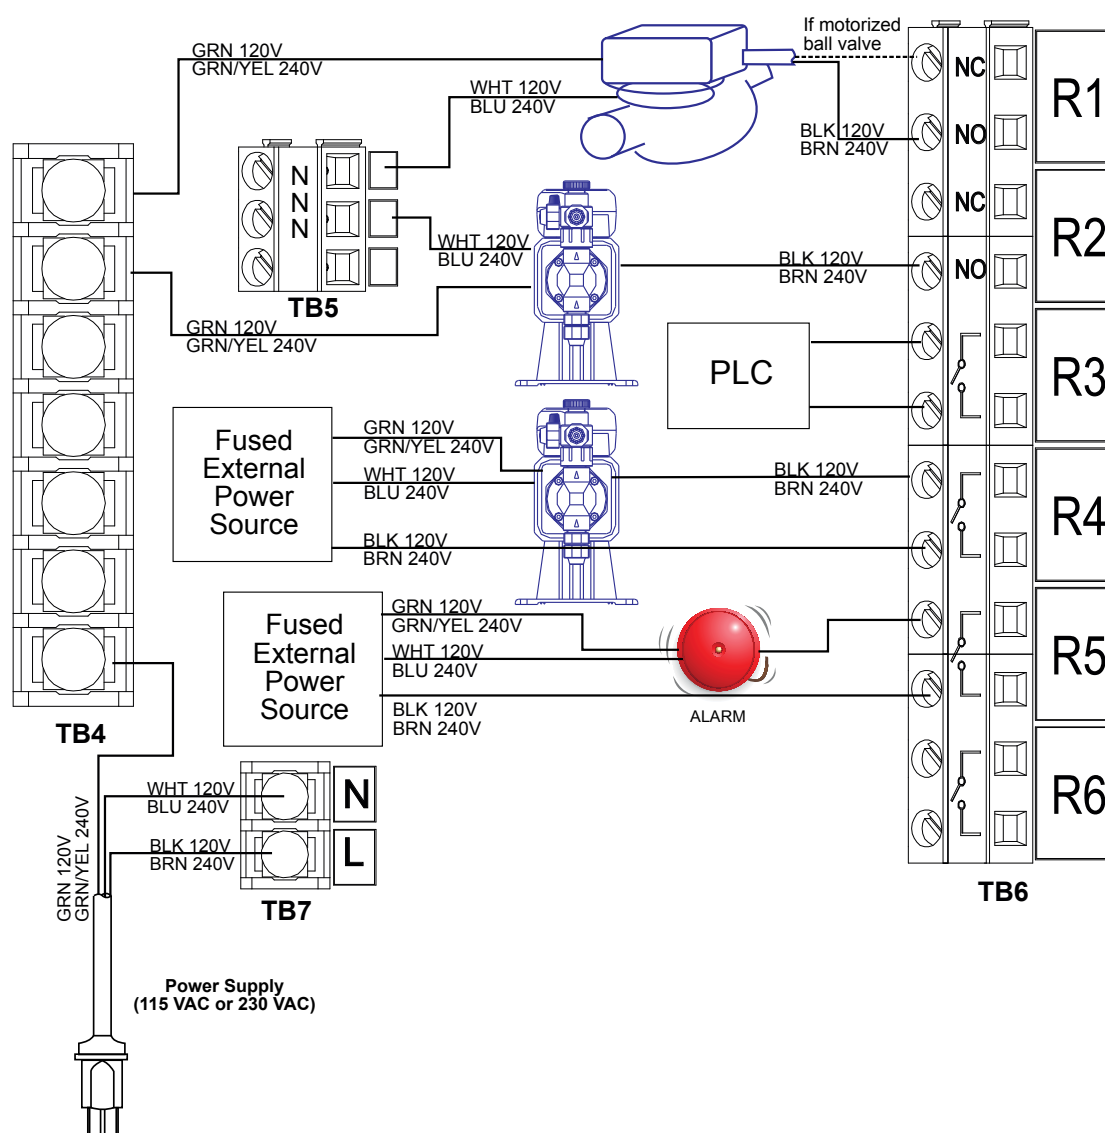 If motorized
ball valve
GRN 120V
GRN/YEL 240V
WHT 120V
BLU 240V
NC
R1
BLK 120V
BRN 240V
NO
N
N
N
NC
R2
WHT 120V
BLU 240V
BLK 120V
BRN 240V
NO
TB5
GRN 120V
GRN/YEL 240V
PLC
R3
Fused
External
Power
Source
GRN 120V
GRN/YEL 240V
WHT 120V
BLU 240V
BLK 120V
BRN 240V
R4
BLK 120V
BRN 240V
Fused
External
Power
Source
GRN 120V
GRN/YEL 240V
WHT 120V
BLU 240V
R5
BLK 120V
BRN 240V
ALARM
TB4
WHT 120V
BLU 240V
N
R6
BLK 120V
BRN 240V
L
GRN 120V
GRN/YEL 240V
TB7
TB6
Power Supply
(115 VAC or 230 VAC)